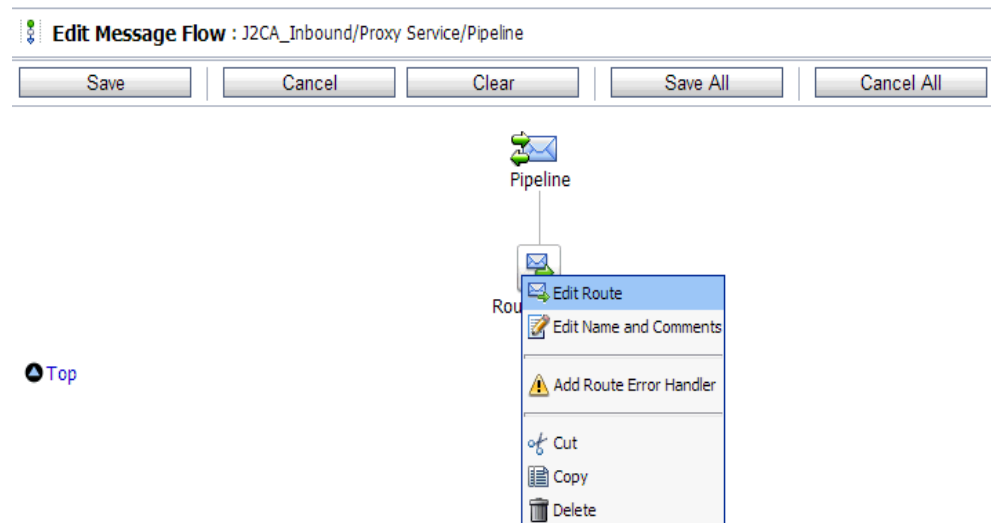 Edit Message Flow : J2CA_Inbound/Proxy Service/Pipeline
Save Cancel Clear Save All Cancel All
Pipeline
Rou
Edit Route
Edit Name and Comments
Add Route Error Handler
Top
Cut
Copy
Delete